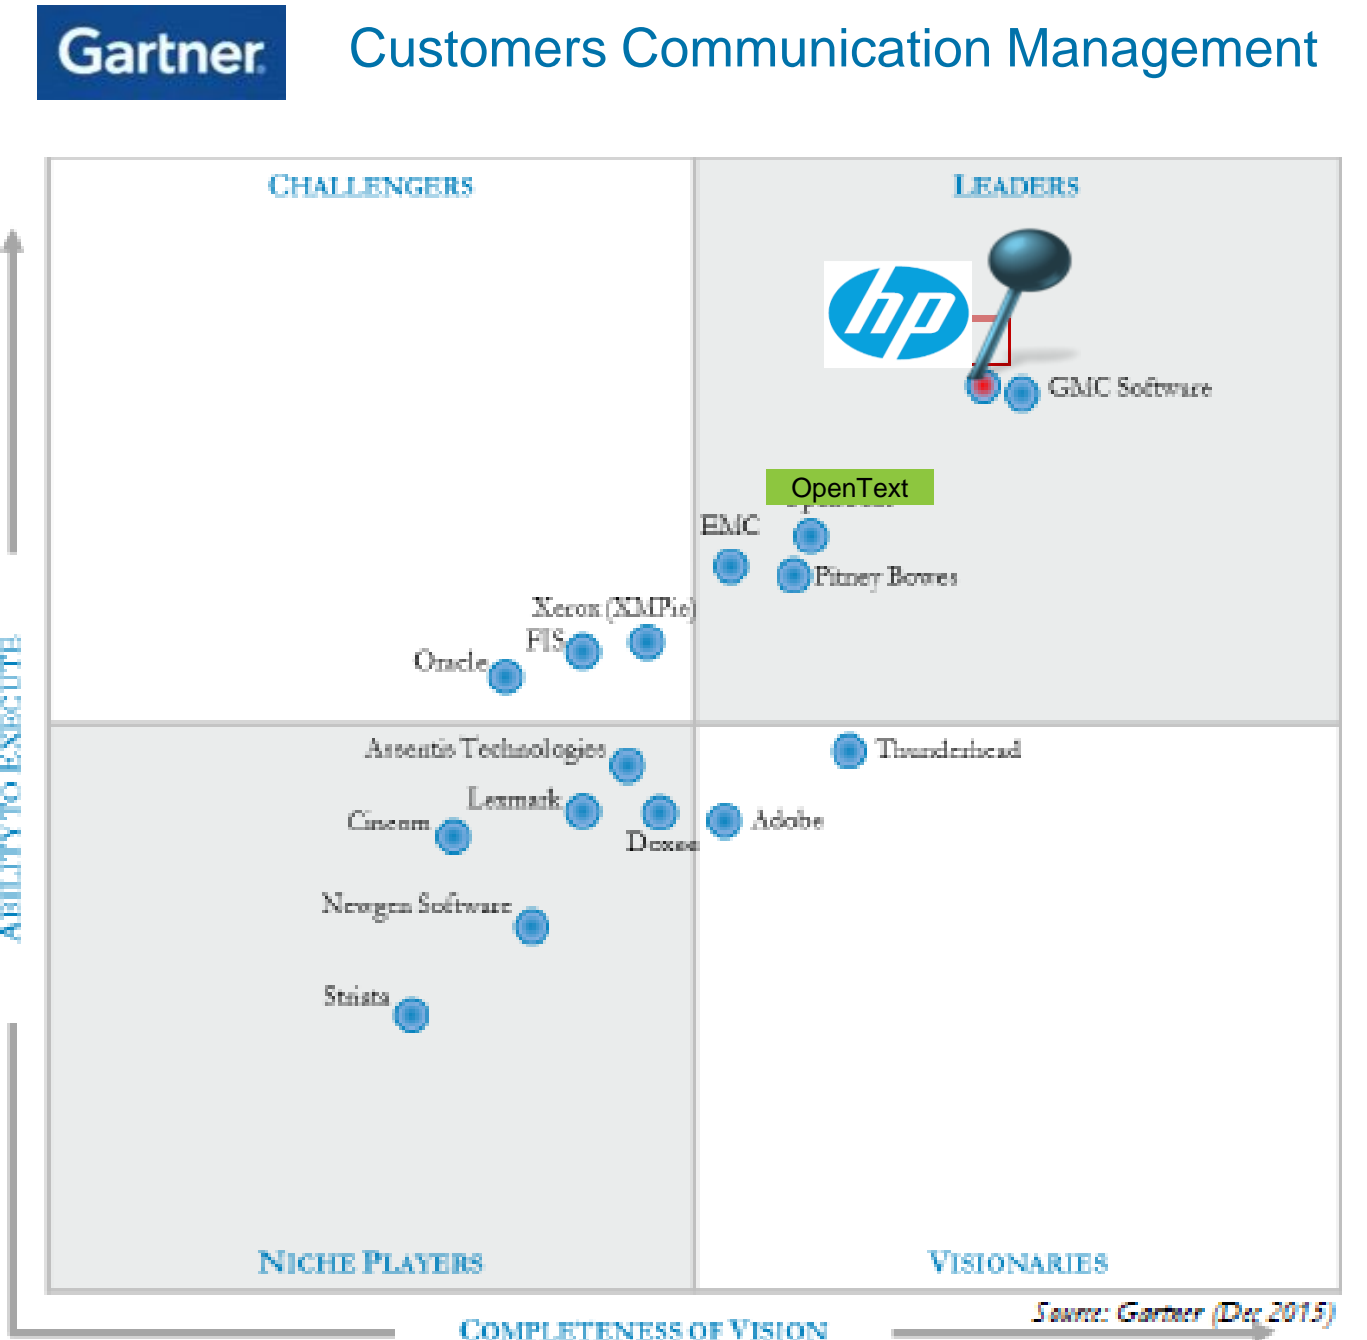 Gartner.
Customers Communication Management
CHALLENGERS
LEADERS
hp
GMC Software
OpenText
EMC
Pitney Bowes
Xerox (XMPie)
FIS
Oracle
ABILITY TO EXECUTE
Assentis Technologies
Thunderhead
Lexmark
Cincom
Adobe
Doxee
Newgen Software
Striata
NICHE PLAYERS
VISIONARIES
Source: Gartner (Dec 2015)
COMPLETENESS OF VISION